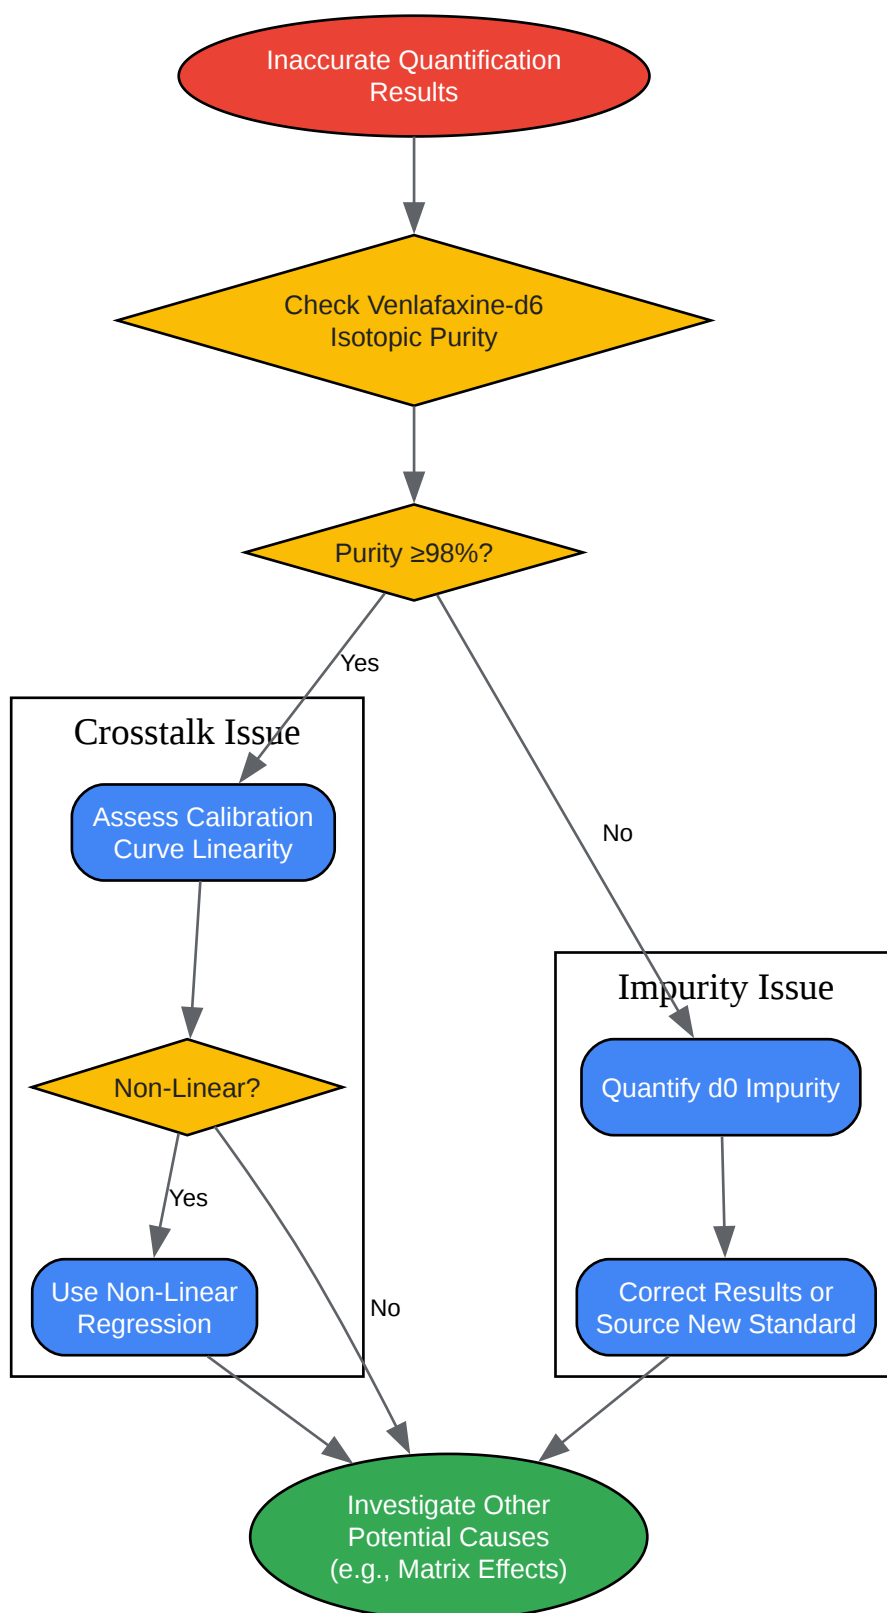 Inaccurate Quantification
Results
Check Venlafaxine-d6
Isotopic Purity
Purity ≥98%?
Yes
No
Crosstalk Issue
Assess Calibration
Curve Linearity
Non-Linear?
Yes
No
Use Non-Linear
Regression
Impurity Issue
Quantify d0 Impurity
Correct Results or
Source New Standard
Investigate Other
Potential Causes
(e.g., Matrix Effects)